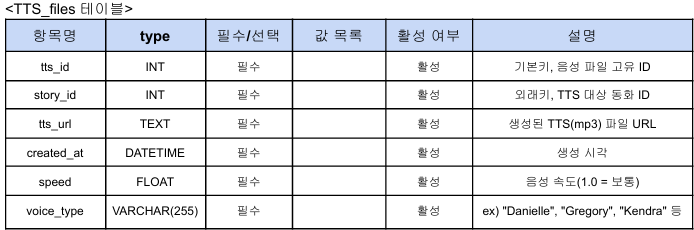 <TTS_files 테이블>
항목명 type 필수/선택 값 목록 활성 여부 설명
tts_id INT 필수 활성 기본키, 음성 파일 고유 ID
story_id INT 필수 활성 외래키, TTS 대상 동화 ID
tts_url TEXT 필수 활성 생성된 TTS(mp3) 파일 URL
created_at DATETIME 필수 활성 생성 시각
speed FLOAT 필수 활성 음성 속도(1.0 = 보통)
voice_type VARCHAR(255) 필수 활성 ex) "Danielle", "Gregory", "Kendra" 등